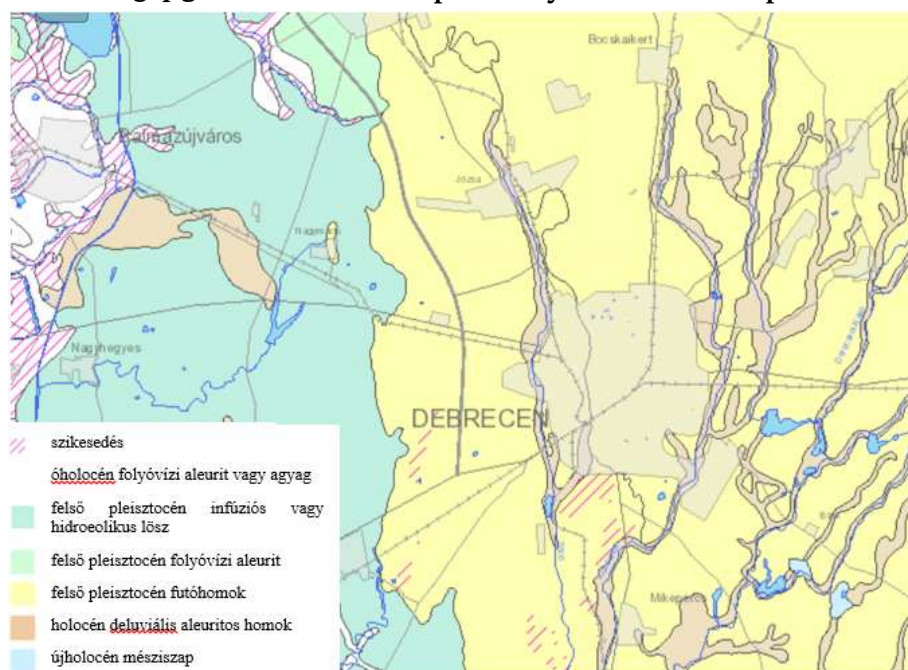 Bocskaikert
Balmazújváros
Józsa
Nagyhegyes
DEBRECEN
Mikepércs
szikesedés
óholocén folyóvízi aleurit vagy agyag
felső pleisztocén infúziós vagy
hidroeolikus lösz
felső pleisztocén folyóvízi aleurit
felső pleisztocén futóhomok
holocén deluviális aleuritos homok
újholocén mésziszap